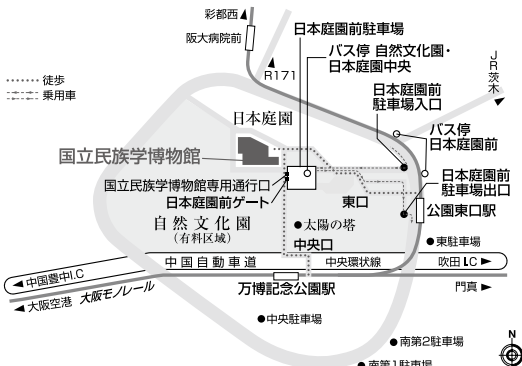 彩都西
阪大病院前
日本庭園前駐車場
バス停 自然文化園・
日本庭園中央
R171
JR茨木
徒歩
乗用車
日本庭園前
駐車場入口
日本庭園
バス停
日本庭園前
国立民族学博物館
国立民族学博物館専用通行口
日本庭園前ゲート
東口
日本庭園前
駐車場出口
公園東口駅
自然文化園
(有料区域)
太陽の塔
中央口
東駐車場
中国自動車道
中央環状線
吹田I.C
中国豊中I.C
大阪空港
大阪モノレール
万博記念公園駅
門真
中央駐車場
南第2駐車場
南第1駐車場
N